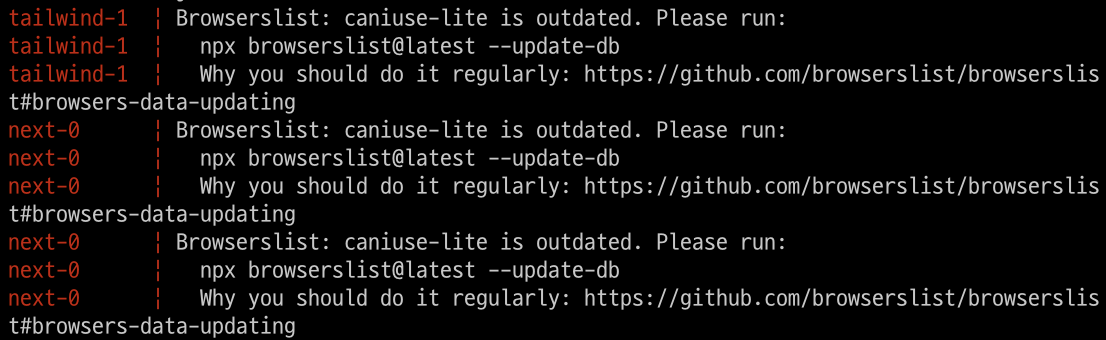 tailwind-1 ¦ Browserslist: caniuse-lite is outdated. Please run:
tailwind-1 ¦   npx browserslist@latest --update-db
tailwind-1 ¦   Why you should do it regularly: https://github.com/browserslist/browserslis
t#browsers-data-updating
next-0     ¦ Browserslist: caniuse-lite is outdated. Please run:
next-0     ¦   npx browserslist@latest --update-db
next-0     ¦   Why you should do it regularly: https://github.com/browserslist/browserslis
t#browsers-data-updating
next-0     ¦ Browserslist: caniuse-lite is outdated. Please run:
next-0     ¦   npx browserslist@latest --update-db
next-0     ¦   Why you should do it regularly: https://github.com/browserslist/browserslis
t#browsers-data-updating